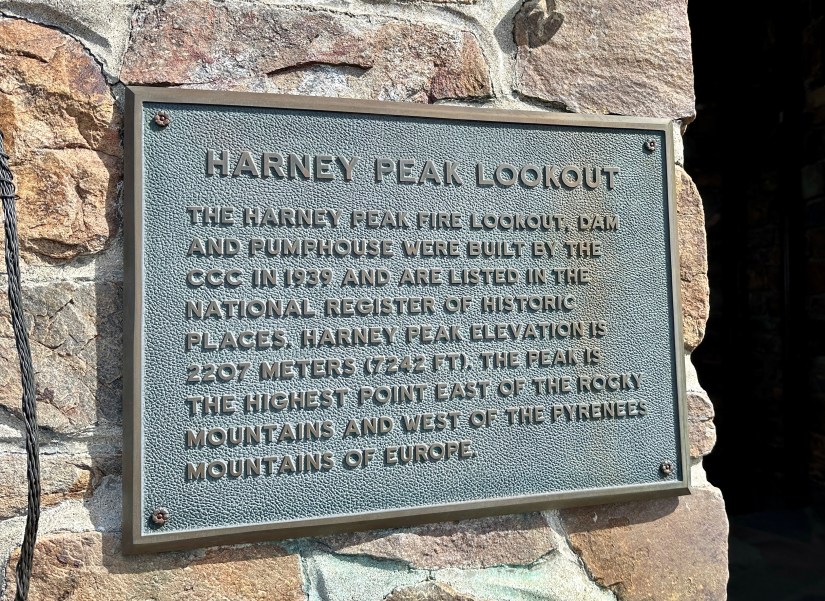 HARNEY PEAK LOOKOUT
THE HARNEY PEAK FIRE LOOKOUT, DAM
AND PUMPHOUSE WERE BUILT BY THE
CCC IN 1939 AND ARE LISTED IN THE
NATIONAL REGISTER OF HISTORIC
PLACES. HARNEY PEAK ELEVATION IS
2207 METERS (7242 FT). THE PEAK IS
THE HIGHEST POINT EAST OF THE ROCKY
MOUNTAINS AND WEST OF THE PYRENEES
MOUNTAINS OF EUROPE.